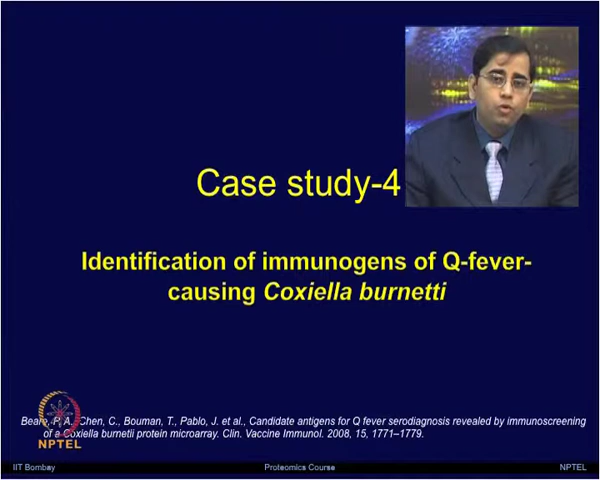 Case study-4
Identification of immunogens of Q-fever-
causing Coxiella burnetti
Beare, P. A., Chen, C., Bouman, T., Pablo, J. et al., Candidate antigens for Q fever serodiagnosis revealed by immunoscreening
of a Coxiella burnetii protein microarray. Clin. Vaccine Immunol. 2008, 15, 1771–1779.
NPTEL
IIT Bombay Proteomics Course NPTEL